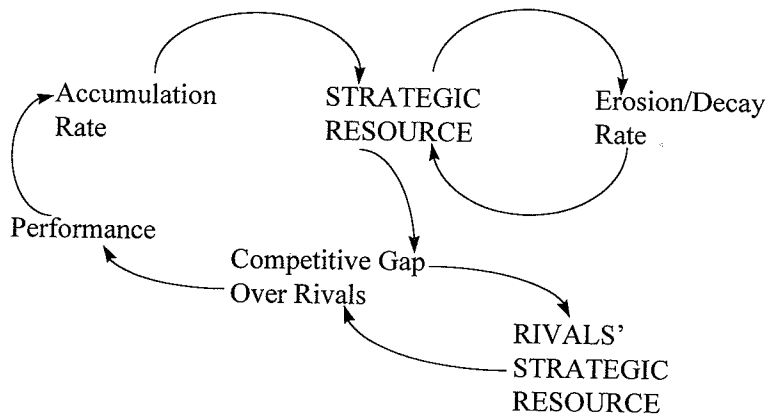 Accumulation
Rate
STRATEGIC
RESOURCE
Erosion/Decay
Rate
Performance
Competitive Gap
Over Rivals
RIVALS’
STRATEGIC
RESOURCE